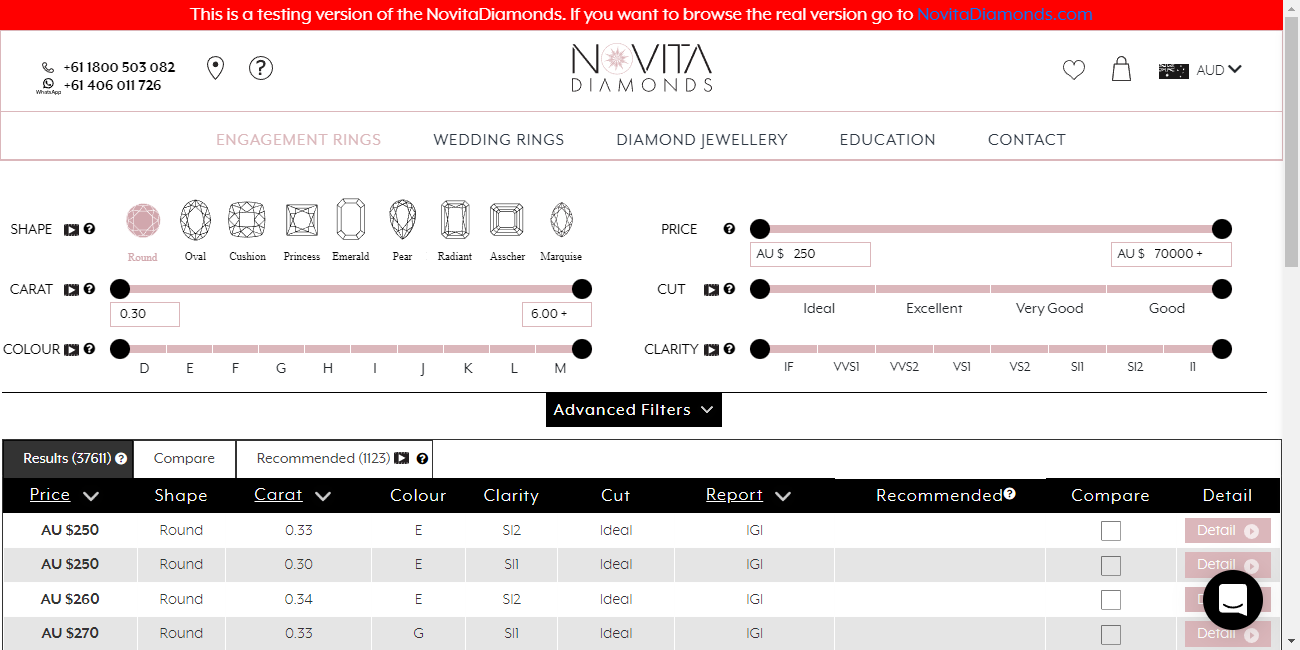 This is a testing version of the NovitaDiamonds. If you want to browse the real version go to NovitaDiamonds.com
+61 1800 503 082
WhatsApp +61 406 011 726
?
NOVITA
DIAMONDS
AUD
ENGAGEMENT RINGS WEDDING RINGS DIAMOND JEWELLERY EDUCATION CONTACT
SHAPE ?
Round Oval Cushion Princess Emerald Pear Radiant Asscher Marquise
CARAT ?
0.30 6.00 +
COLOUR ?
D E F G H I J K L M
PRICE ?
AU $ 250 AU $ 70000 +
CUT ?
Ideal Excellent Very Good Good
CLARITY ?
IF VVS1 VVS2 VS1 VS2 SI1 SI2 I1
Advanced Filters
Results (37611) ? Compare Recommended (1123) ?
Price Shape Carat Colour Clarity Cut Report Recommended ? Compare Detail
AU $250 Round 0.33 E SI2 Ideal IGI Detail
AU $250 Round 0.30 E SI1 Ideal IGI Detail
AU $260 Round 0.34 E SI2 Ideal IGI
AU $270 Round 0.33 G SI1 Ideal IGI Detail